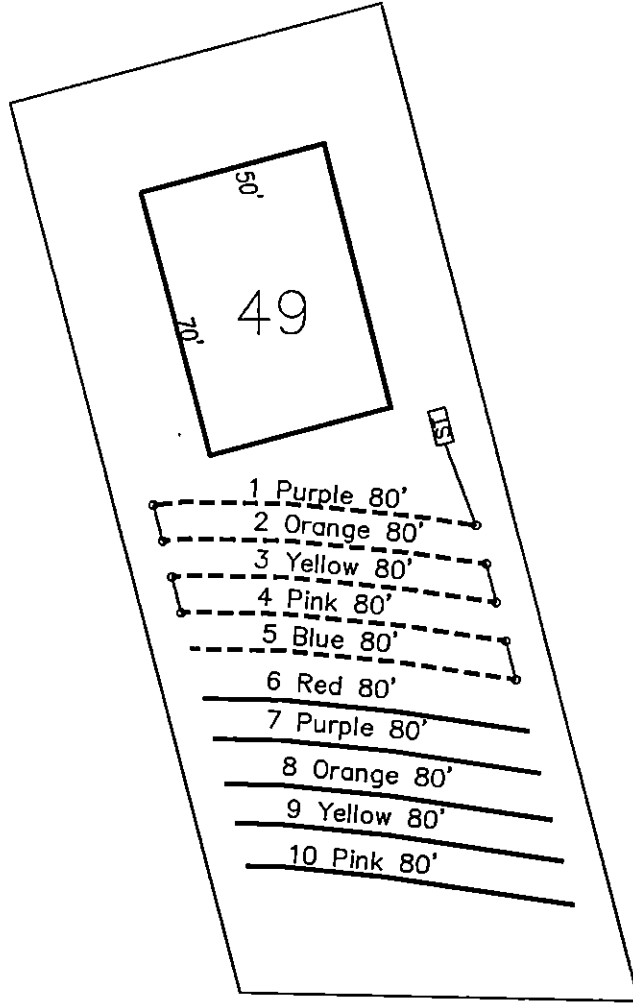 50'
49
70'
ST
1 Purple 80'
2 Orange 80'
3 Yellow 80'
4 Pink 80'
5 Blue 80'
6 Red 80'
7 Purple 80'
8 Orange 80'
9 Yellow 80'
10 Pink 80'